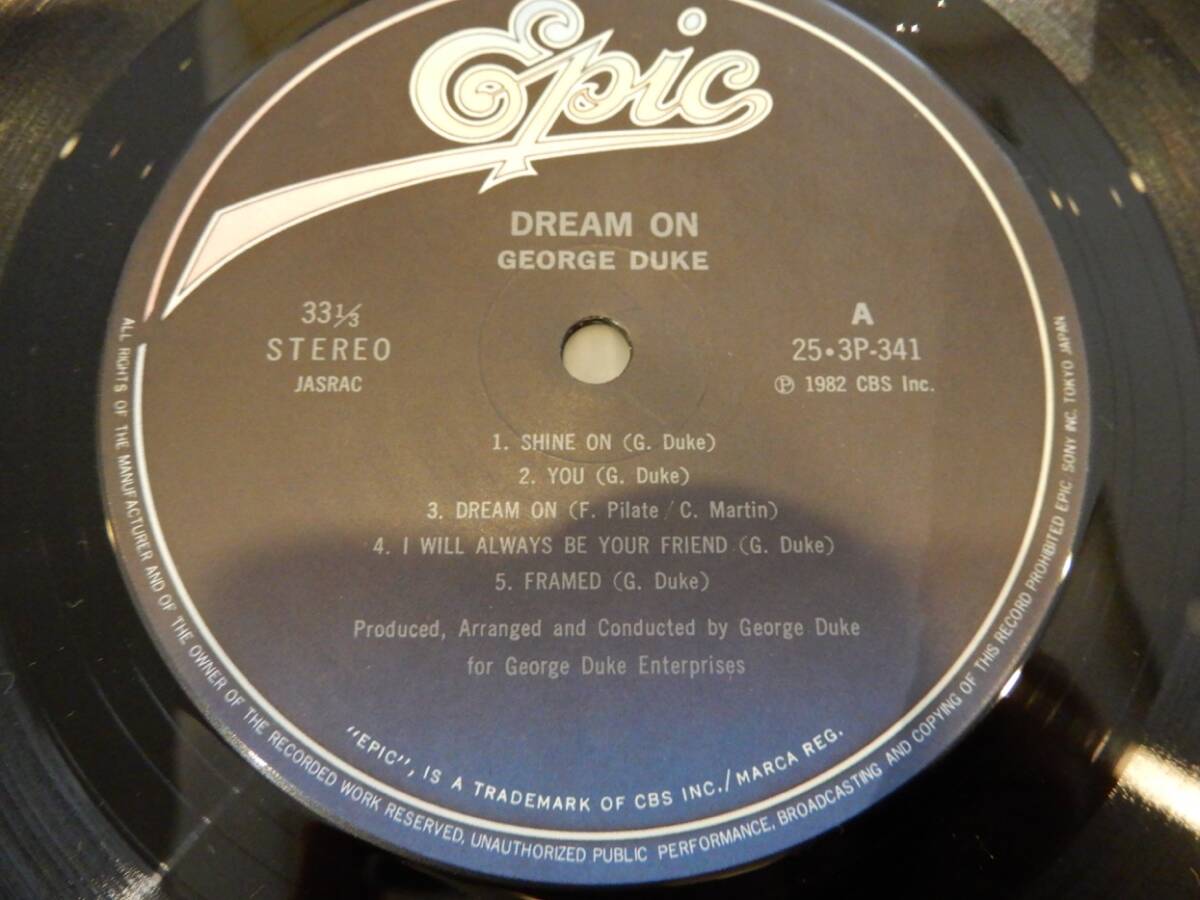 Epic
DREAM ON
GEORGE DUKE
33⅓
STEREO
JASRAC
A
25・3P-341
Ⓟ 1982 CBS Inc.
1. SHINE ON (G. Duke)
2. YOU (G. Duke)
3. DREAM ON (F. Pilate / C. Martin)
4. I WILL ALWAYS BE YOUR FRIEND (G. Duke)
5. FRAMED (G. Duke)
Produced, Arranged and Conducted by George Duke
for George Duke Enterprises
"EPIC", IS A TRADEMARK OF CBS INC./MARCA REG.
ALL RIGHTS OF THE MANUFACTURER AND OF THE OWNER OF THE RECORDED WORK RESERVED, UNAUTHORIZED PUBLIC PERFORMANCE, BROADCASTING AND COPYING OF THIS RECORD PROHIBITED EPIC SONY INC. TOKYO JAPAN